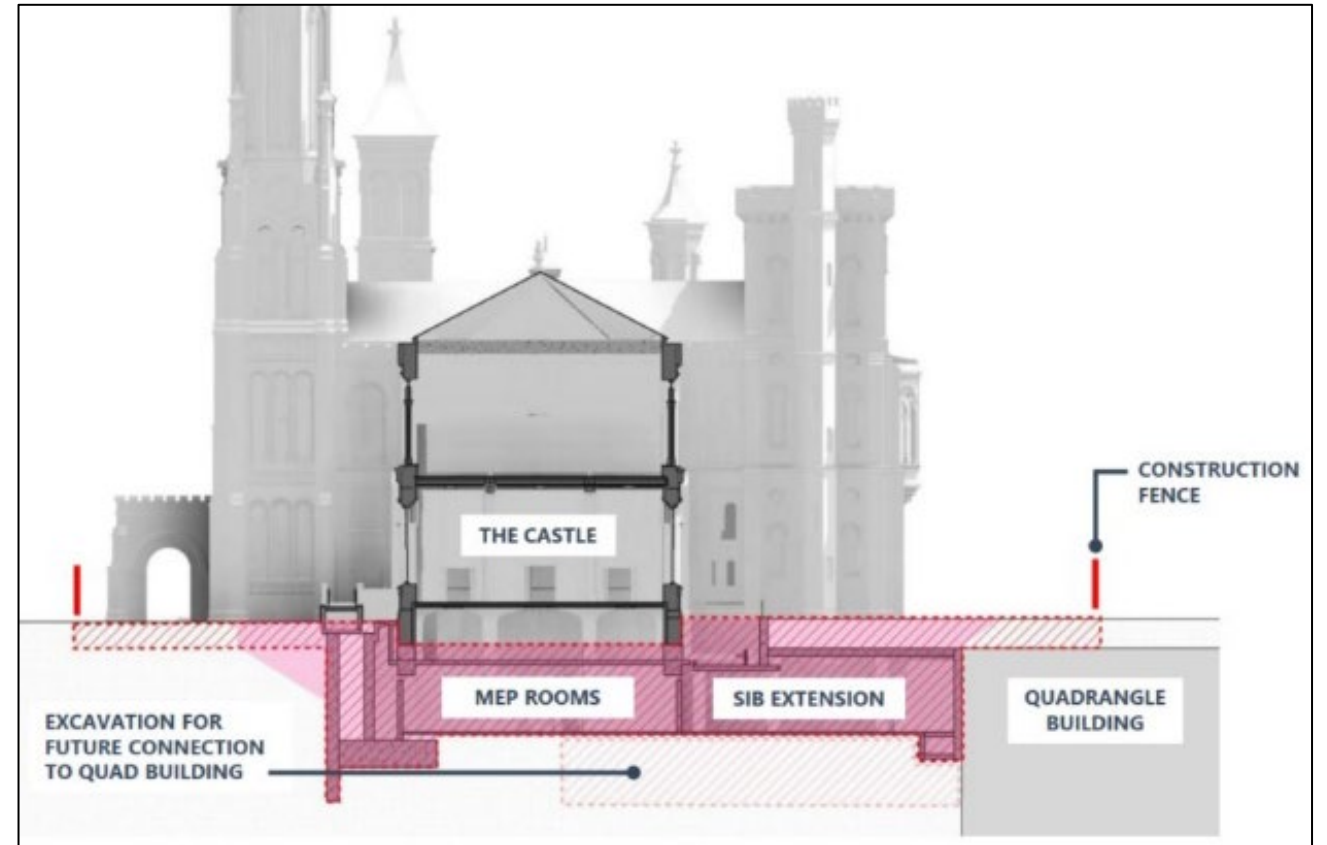 CONSTRUCTION
FENCE
THE CASTLE
MEP ROOMS
SIB EXTENSION
QUADRANGLE
BUILDING
EXCAVATION FOR
FUTURE CONNECTION
TO QUAD BUILDING